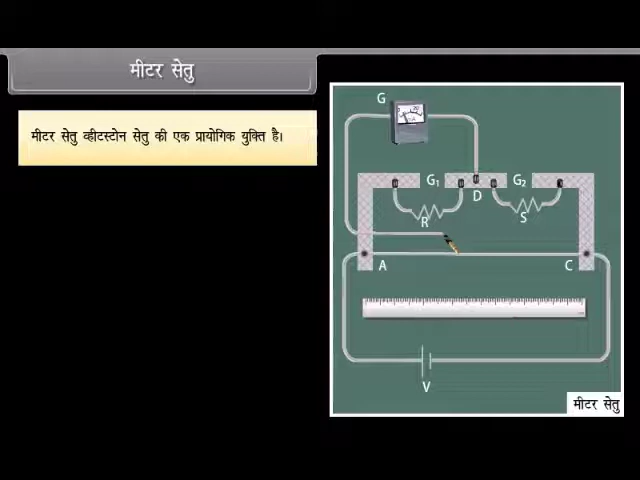 मीटर सेतु
मीटर सेतु व्हीटस्टोन सेतु की एक प्रायोगिक युक्ति है।
G
G₁
G₂
D
R
S
A
C
V
मीटर सेतु